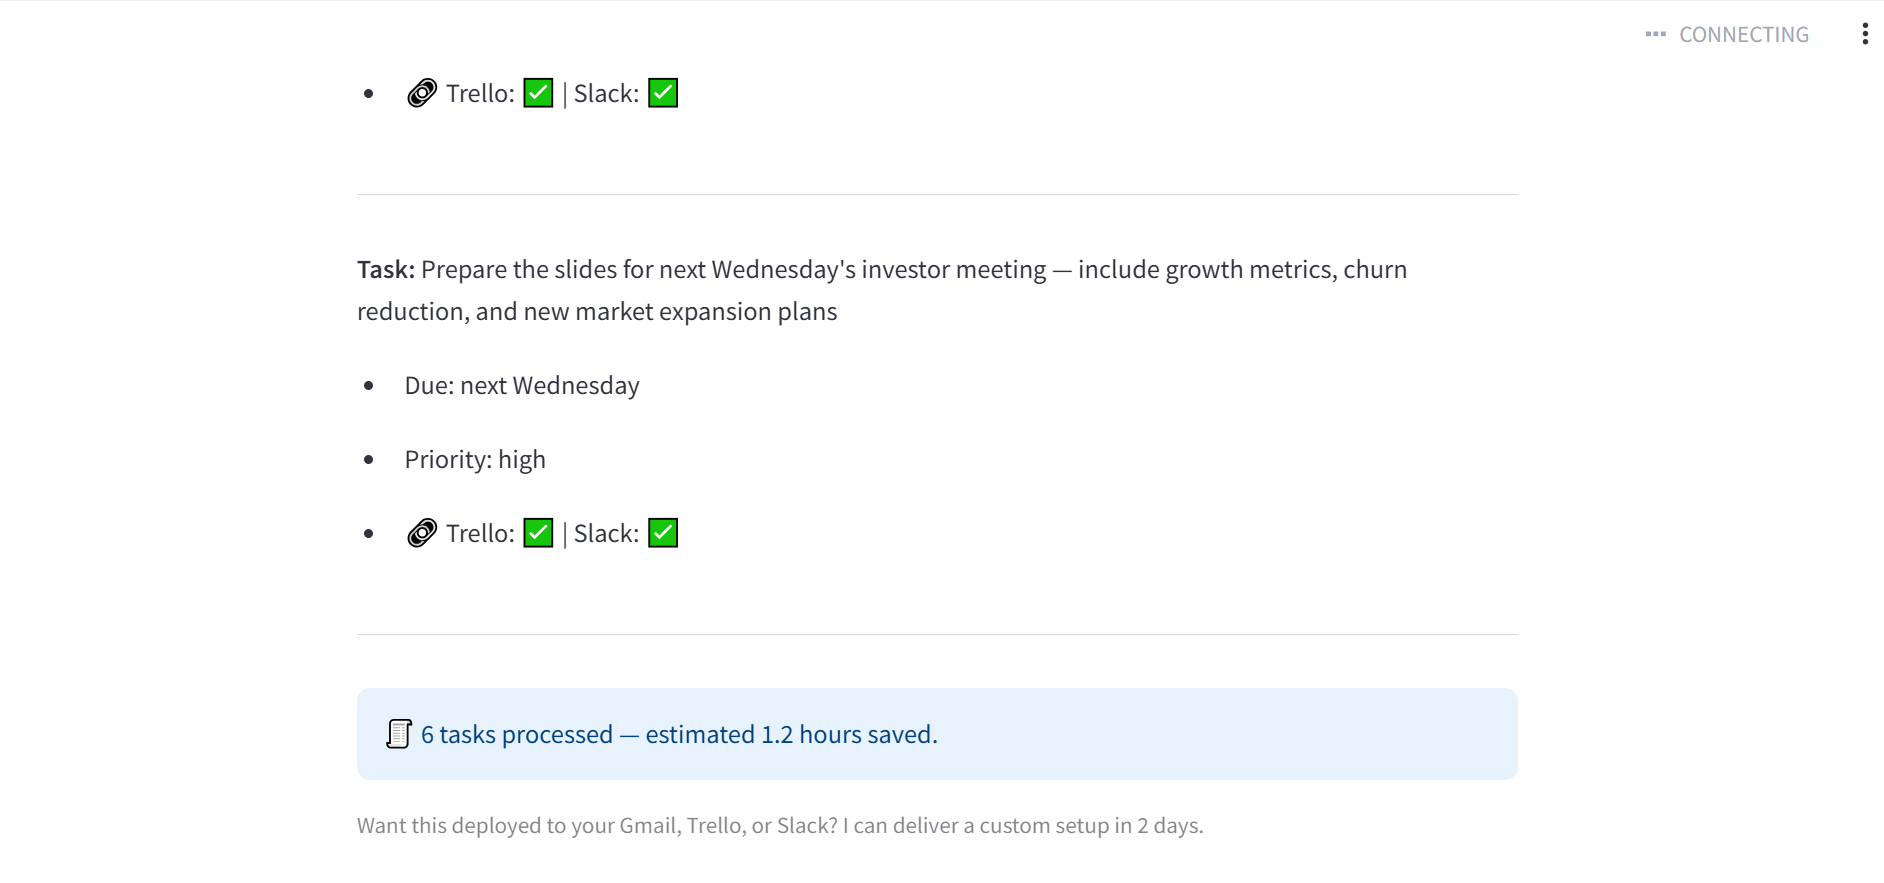 CONNECTING
🔗 Trello: ✅ | Slack: ✅
Task: Prepare the slides for next Wednesday's investor meeting — include growth metrics, churn
reduction, and new market expansion plans
Due: next Wednesday
Priority: high
🔗 Trello: ✅ | Slack: ✅
🧾 6 tasks processed — estimated 1.2 hours saved.
Want this deployed to your Gmail, Trello, or Slack? I can deliver a custom setup in 2 days.